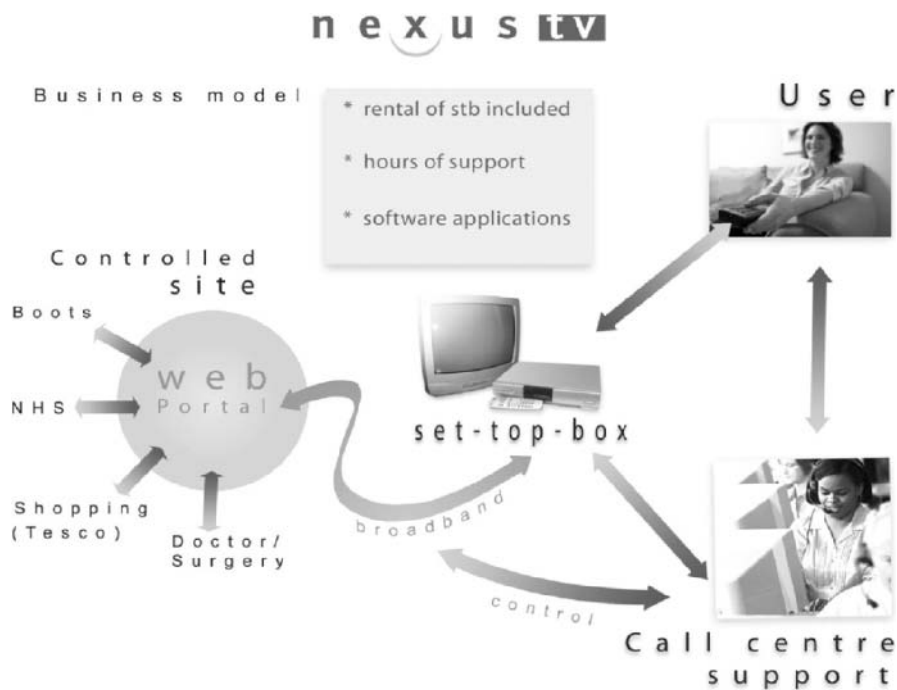 nexus tv
Business model
* rental of stb included
* hours of support
* software applications
User
Controlled
site
Boots
web
Portal
NHS
Shopping
(Tesco)
Doctor/
Surgery
set-top-box
broadband
control
Call centre
support